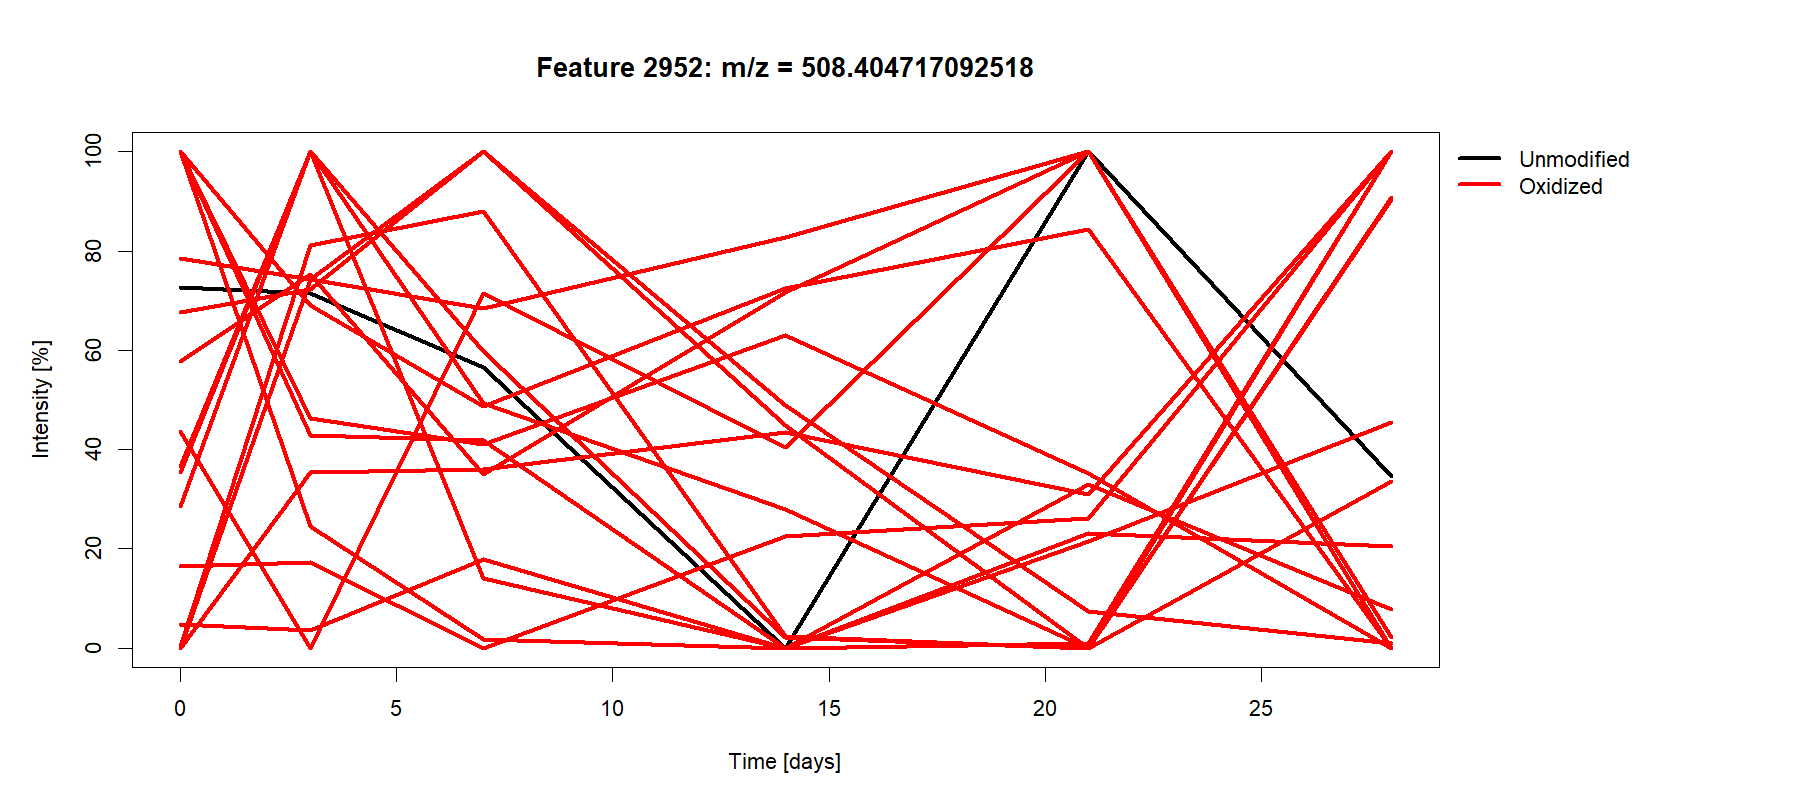 Feature 2952: m/z = 508.404717092518
Unmodified
Oxidized
Intensity [%]
100
80
60
40
20
0
0 5 10 15 20 25
Time [days]